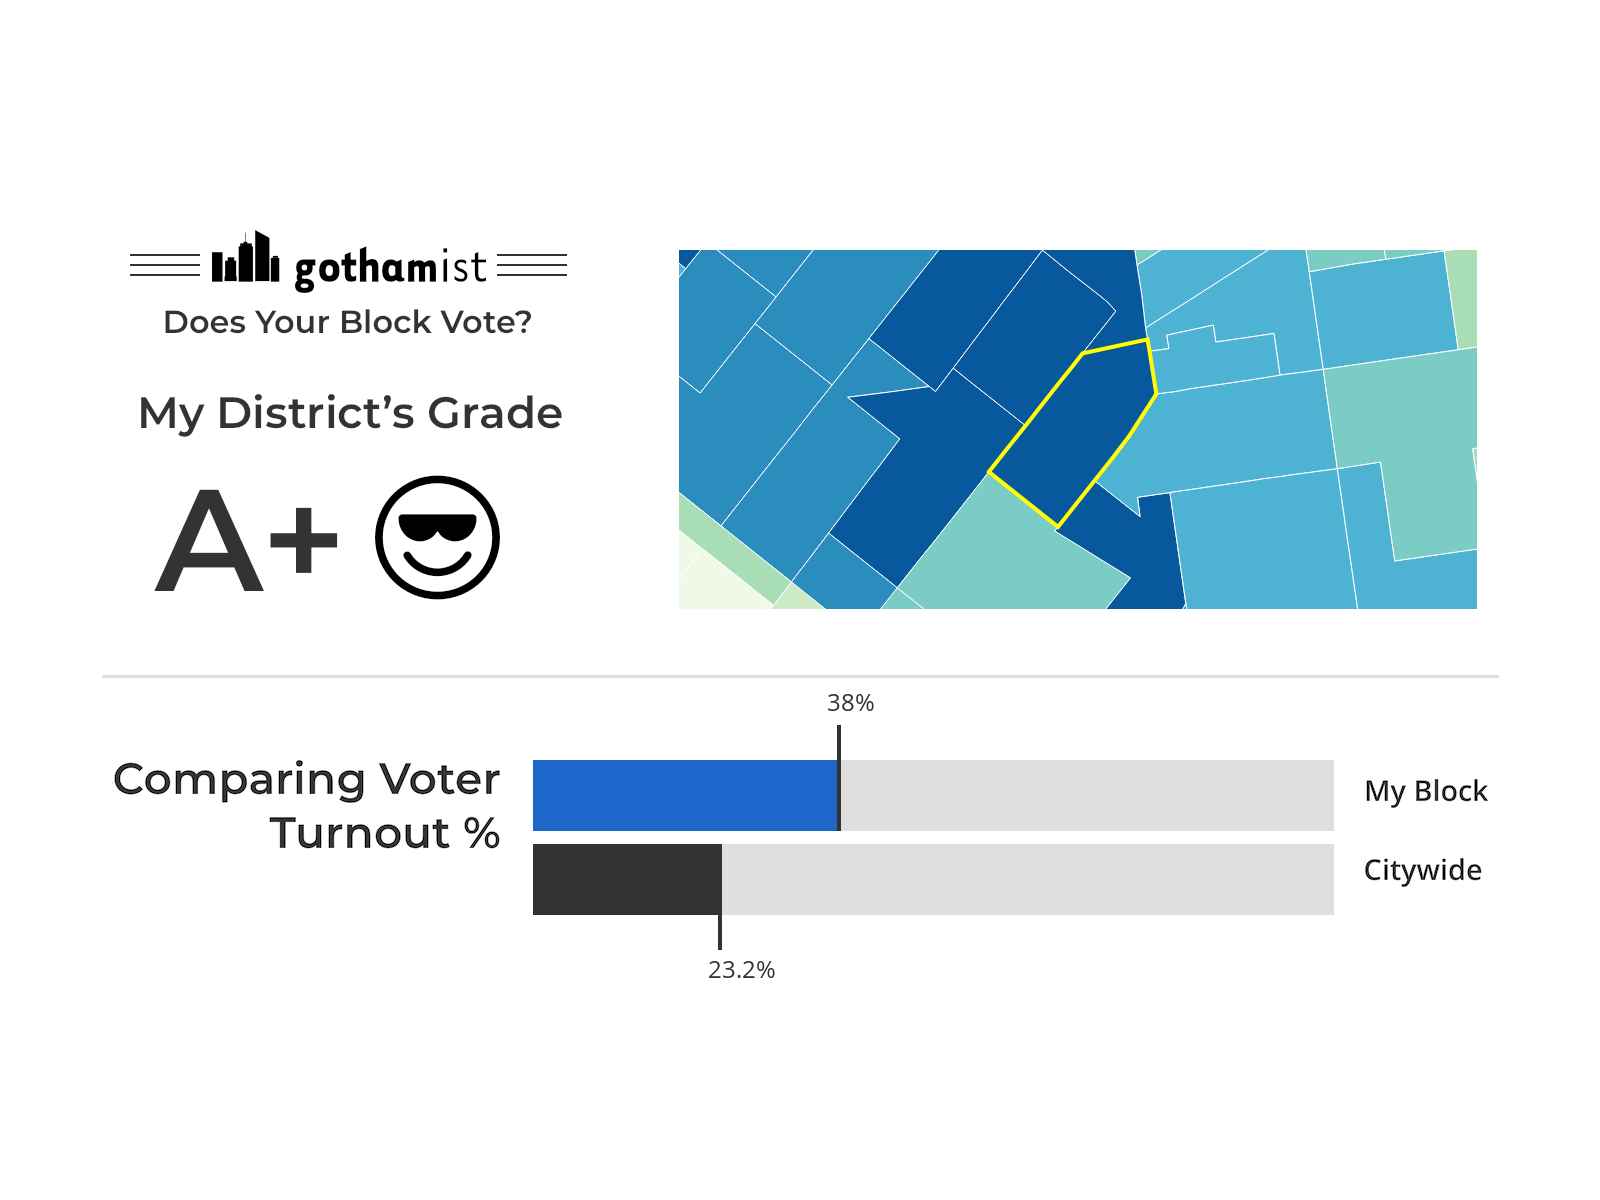 gothamist
Does Your Block Vote?
My District’s Grade
A+
38%
Comparing Voter
Turnout %
My Block
Citywide
23.2%